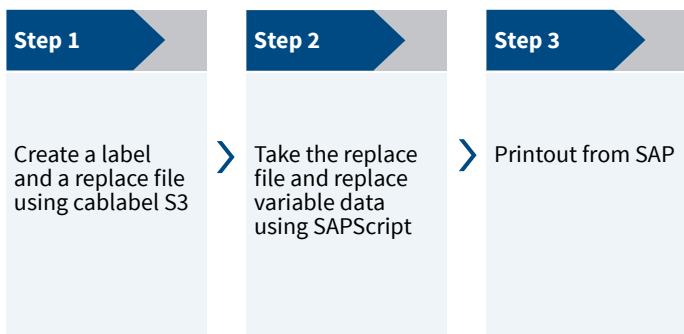 Step 1
Create a label
and a replace file
using cablabel S3
Step 2
Take the replace
file and replace
variable data
using SAPScript
Step 3
Printout from SAP